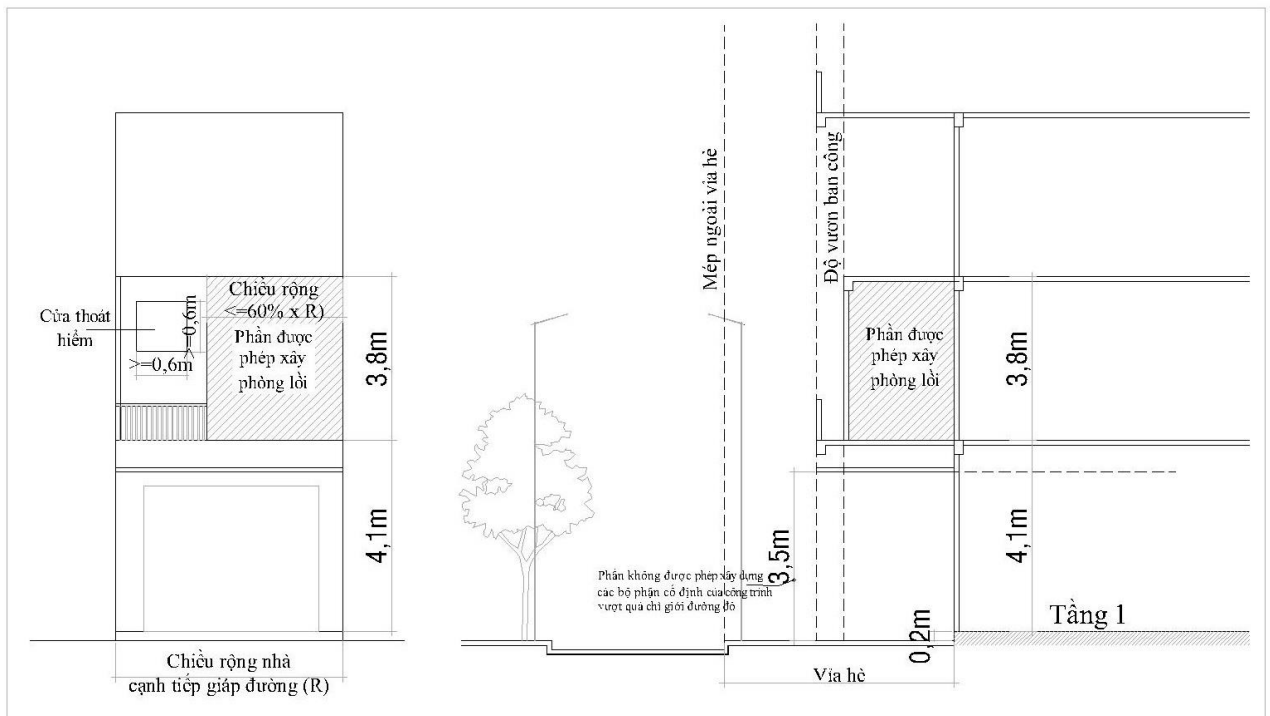 Cửa thoát
hiểm
>=0,6m
>=0,6m
Chiều rộng
<=60% x R)
Phần được
phép xây
phòng lồi
3,8m
4,1m
Chiều rộng nhà
cạnh tiếp giáp đường (R)
Mép ngoài vỉa hè
Độ vươn ban công
Phần được
phép xây
phòng lồi
3,8m
3,5m
4,1m
Phần không được phép xây dựng
các bộ phận cố định của công trình
vượt quá chỉ giới đường đỏ
0,2m
Tầng 1
Vỉa hè